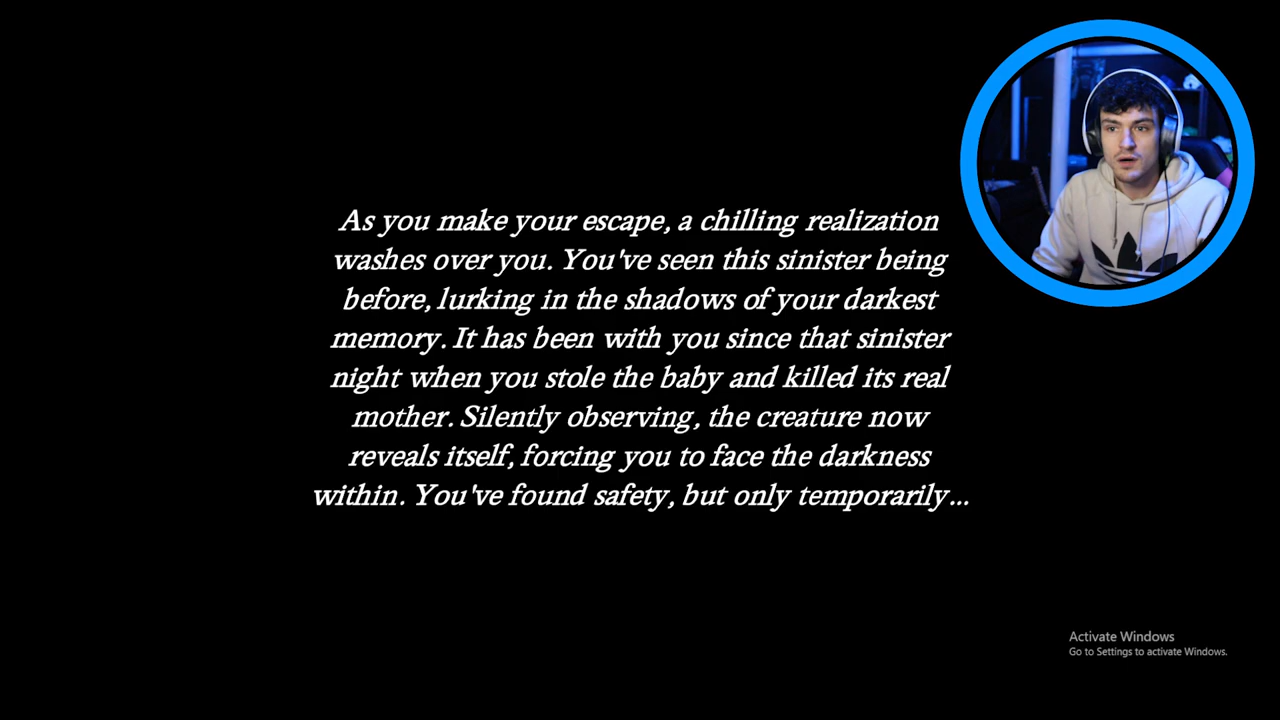 As you make your escape, a chilling realization
washes over you. You've seen this sinister being
before, lurking in the shadows of your darkest
memory. It has been with you since that sinister
night when you stole the baby and killed its real
mother. Silently observing, the creature now
reveals itself, forcing you to face the darkness
within. You've found safety, but only temporarily...
Activate Windows
Go to Settings to activate Windows.